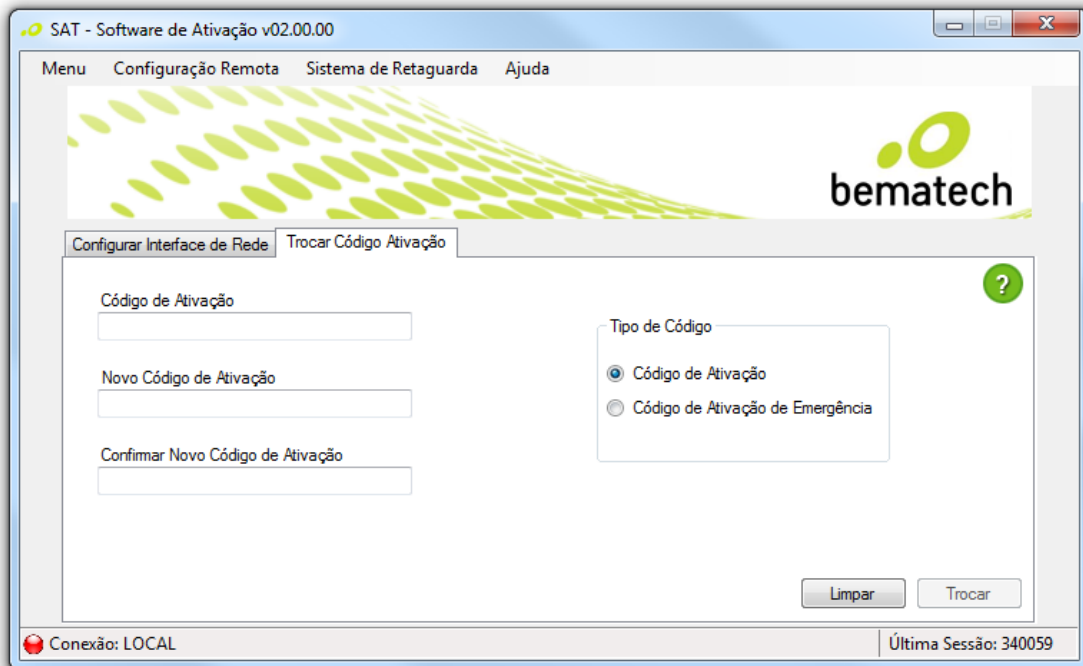 SAT - Software de Ativação v02.00.00
Menu Configuração Remota Sistema de Retaguarda Ajuda
bematech
Configurar Interface de Rede Trocar Código Ativação
?
Código de Ativação
Novo Código de Ativação
Confirmar Novo Código de Ativação
Tipo de Código
Código de Ativação
Código de Ativação de Emergência
Limpar Trocar
Conexão: LOCAL Última Sessão: 340059